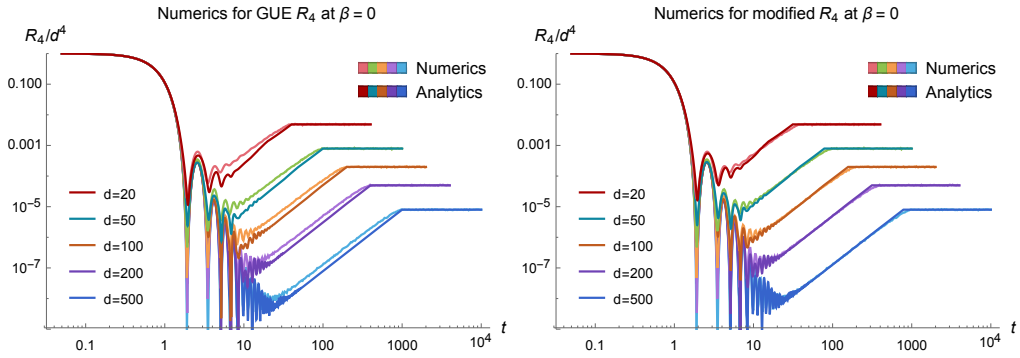 Numerics for GUE R₄ at β = 0
R₄/d⁴
0.100
0.001
10⁻⁵
10⁻⁷
Numerics
Analytics
d=20
d=50
d=100
d=200
d=500
0.1 1 10 100 1000 10⁴ t
Numerics for modified R₄ at β = 0
R₄/d⁴
0.100
0.001
10⁻⁵
10⁻⁷
Numerics
Analytics
d=20
d=50
d=100
d=200
d=500
0.1 1 10 100 1000 10⁴ t